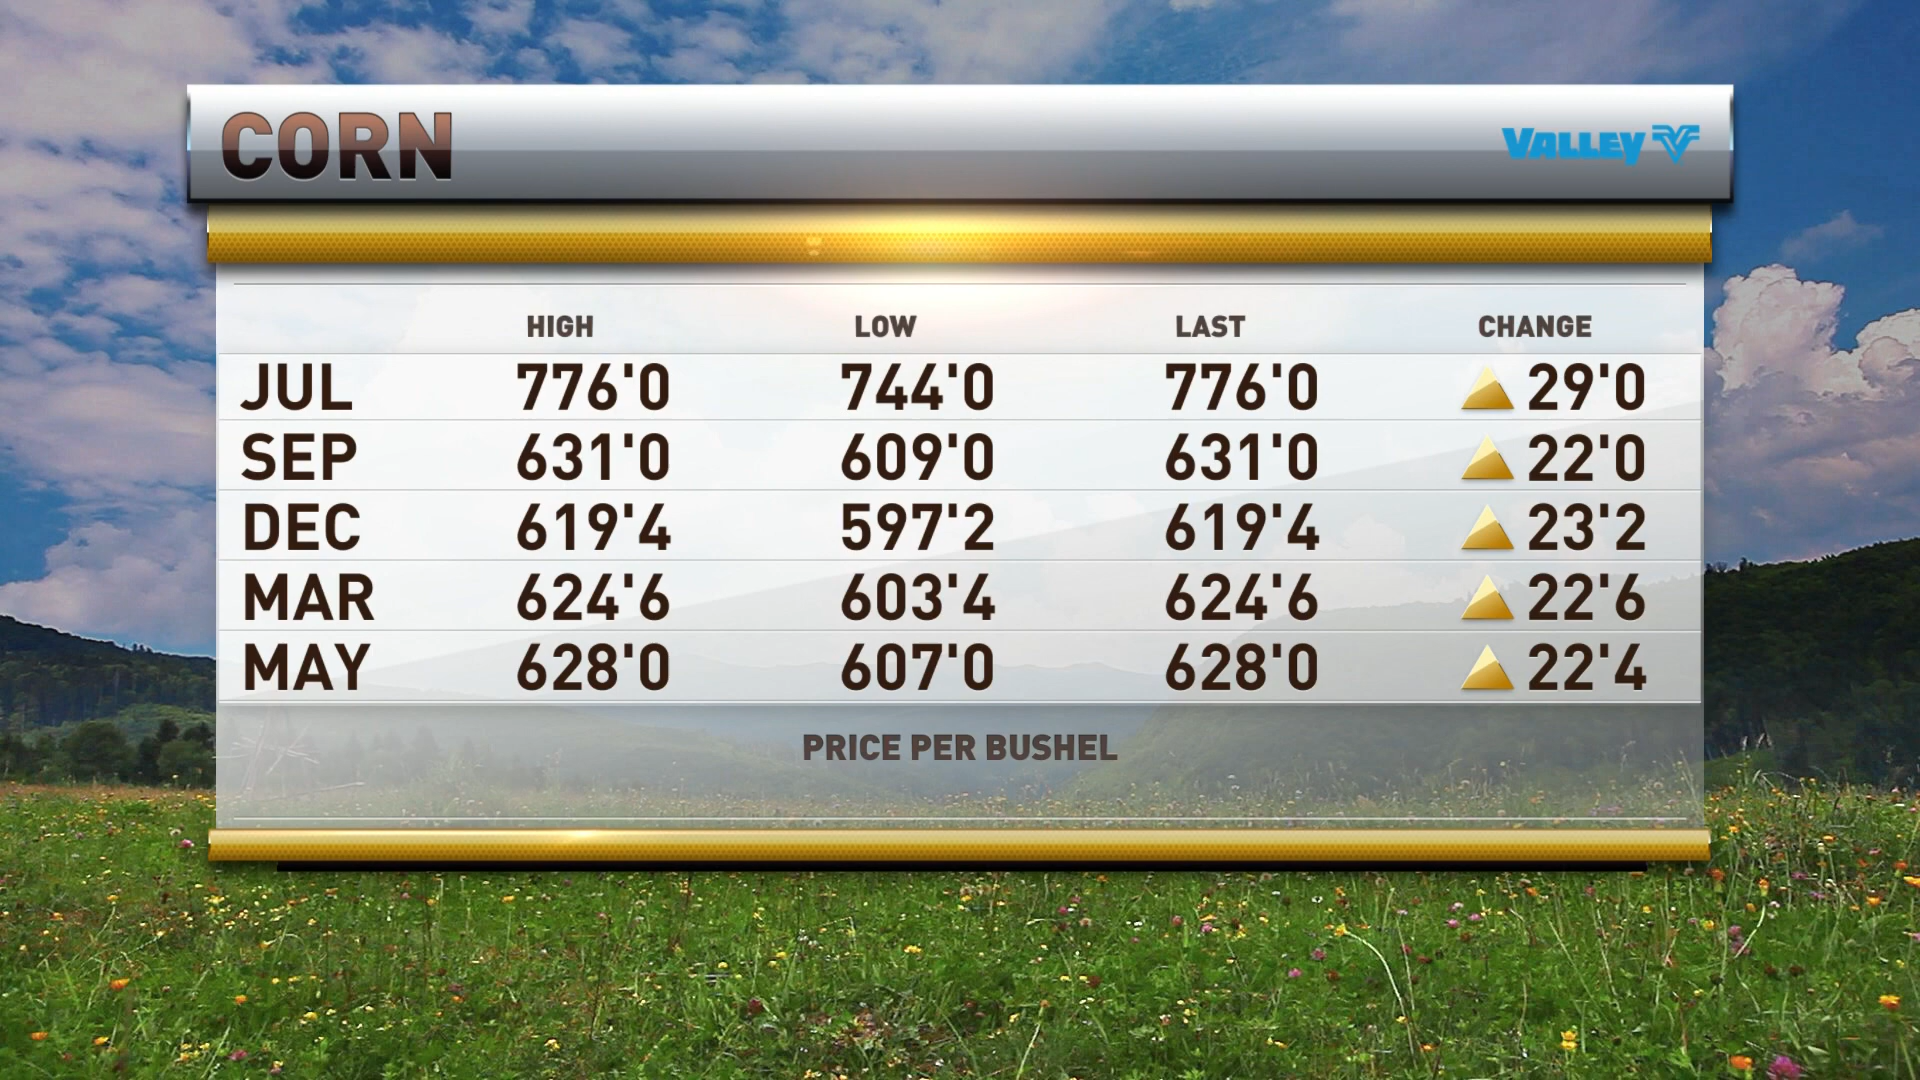 CORN
VALLEY
HIGH LOW LAST CHANGE
JUL 776'0 744'0 776'0 29'0
SEP 631'0 609'0 631'0 22'0
DEC 619'4 597'2 619'4 23'2
MAR 624'6 603'4 624'6 22'6
MAY 628'0 607'0 628'0 22'4
PRICE PER BUSHEL